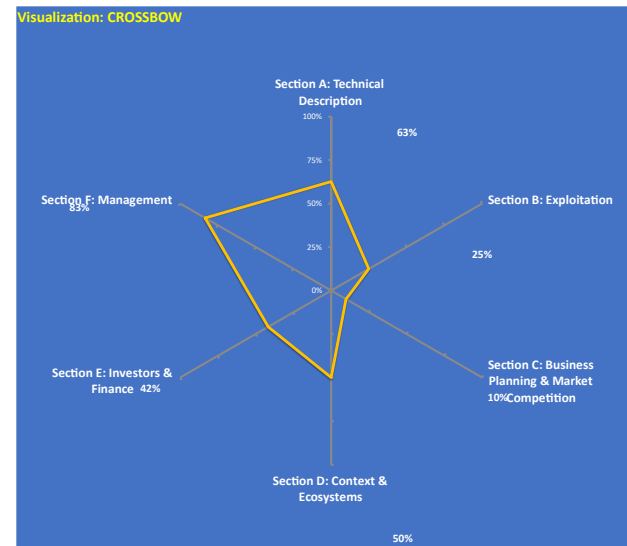 Visualization: CROSSBOW
Section A: Technical
Description
100%
63%
75%
Section F: Management
83%
50%
Section B: Exploitation
25%
25%
0%
Section E: Investors &
Finance 42%
Section C: Business
Planning & Market
10%Competition
Section D: Context &
Ecosystems
50%